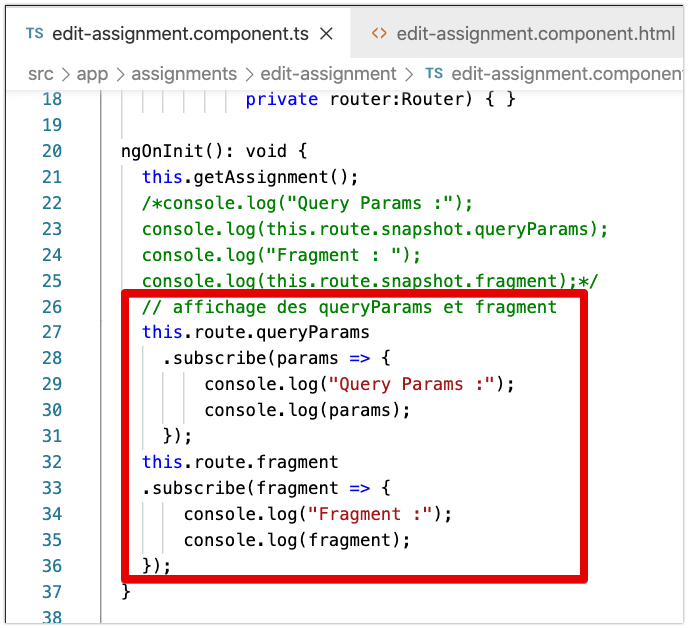 TS edit-assignment.component.ts × <> edit-assignment.component.html
src > app > assignments > edit-assignment > TS edit-assignment.component
18 private router:Router) { }
19
20 ngOnInit(): void {
21 this.getAssignment();
22 /*console.log("Query Params :");
23 console.log(this.route.snapshot.queryParams);
24 console.log("Fragment : ");
25 console.log(this.route.snapshot.fragment);*/
26 // affichage des queryParams et fragment
27 this.route.queryParams
28 .subscribe(params => {
29 console.log("Query Params :");
30 console.log(params);
31 });
32 this.route.fragment
33 .subscribe(fragment => {
34 console.log("Fragment :");
35 console.log(fragment);
36 });
37 }
38